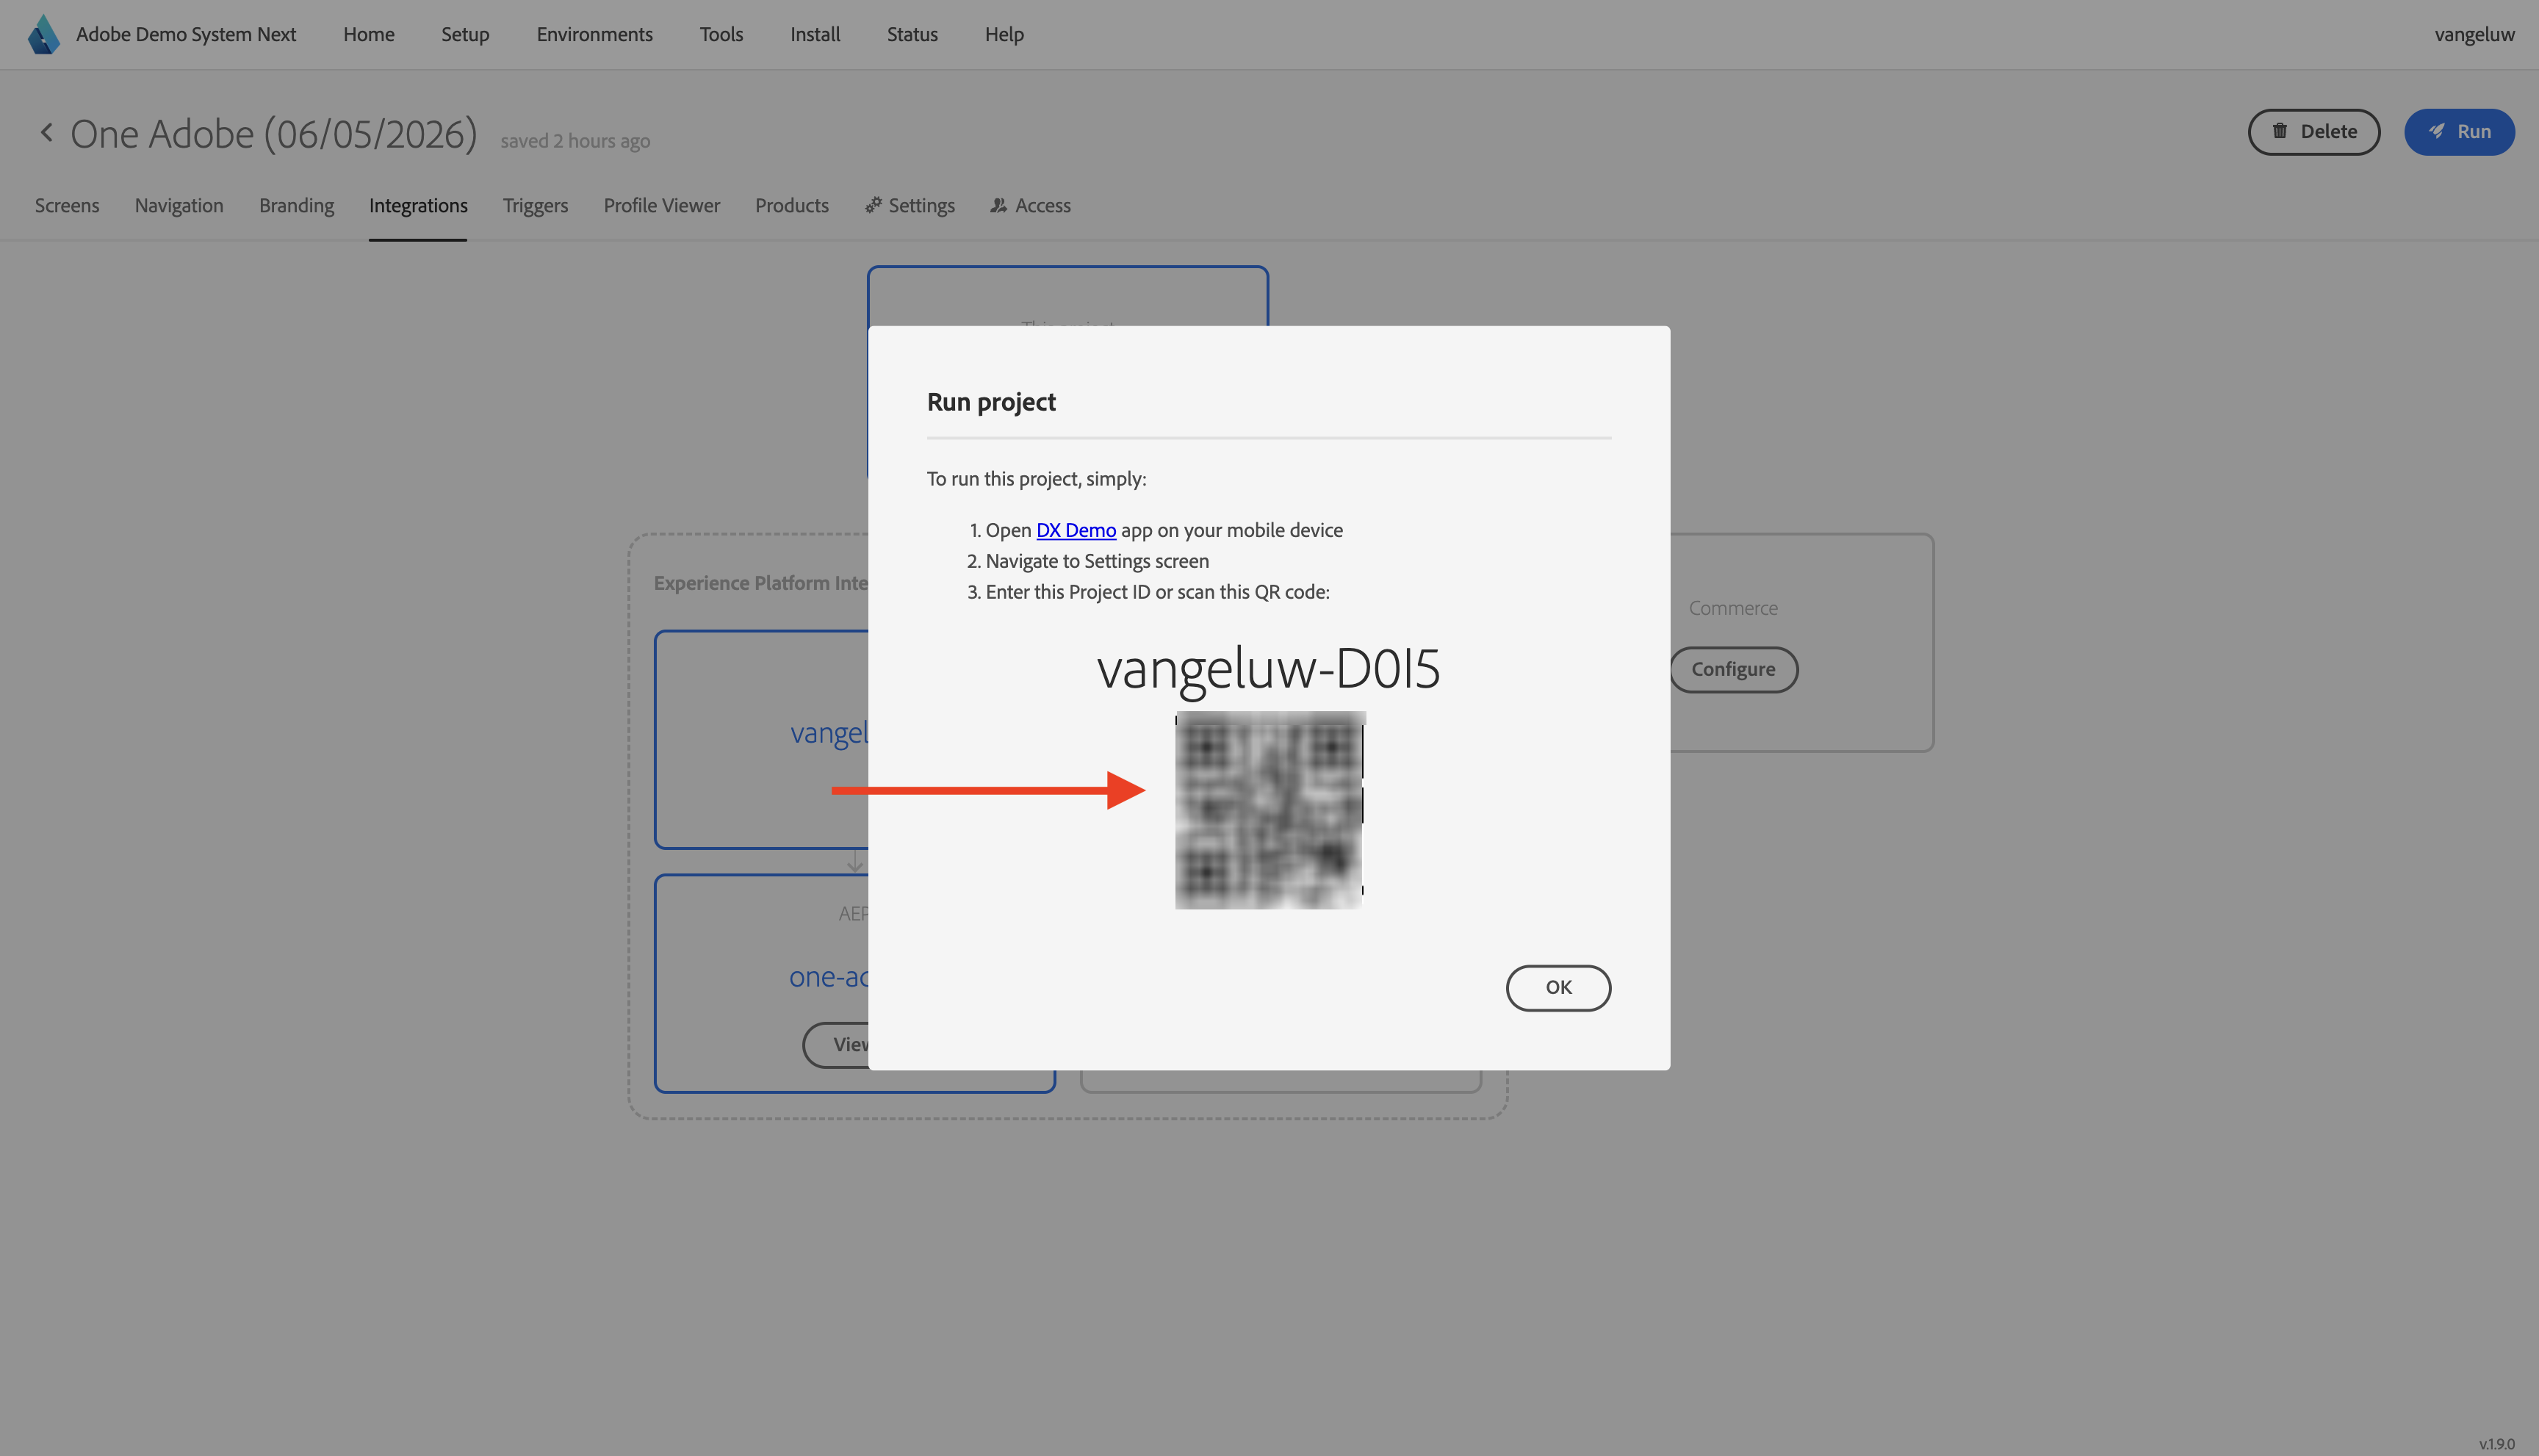 Adobe Demo System Next Home Setup Environments Tools Install Status Help vangeluw
One Adobe (06/05/2026) saved 2 hours ago Delete Run
Screens Navigation Branding Integrations Triggers Profile Viewer Products Settings Access
This project
Run project
To run this project, simply:
1. Open DX Demo app on your mobile device
2. Navigate to Settings screen
3. Enter this Project ID or scan this QR code:
vangeluw-D0I5
OK
Experience Platform Inte
vangel
AEP
one-ad
View
Commerce
Configure
v.1.9.0